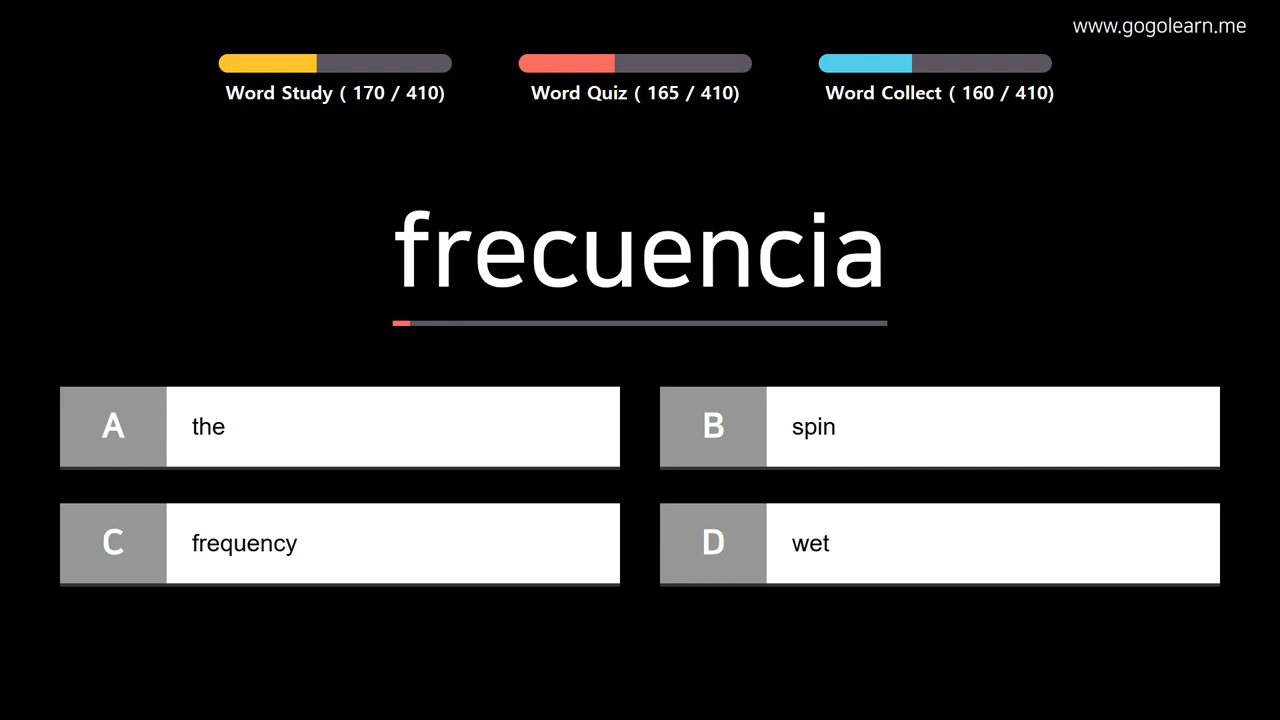 www.gogolearn.me
Word Study ( 170 / 410)
Word Quiz ( 165 / 410)
Word Collect ( 160 / 410)
frecuencia
A the
B spin
C frequency
D wet